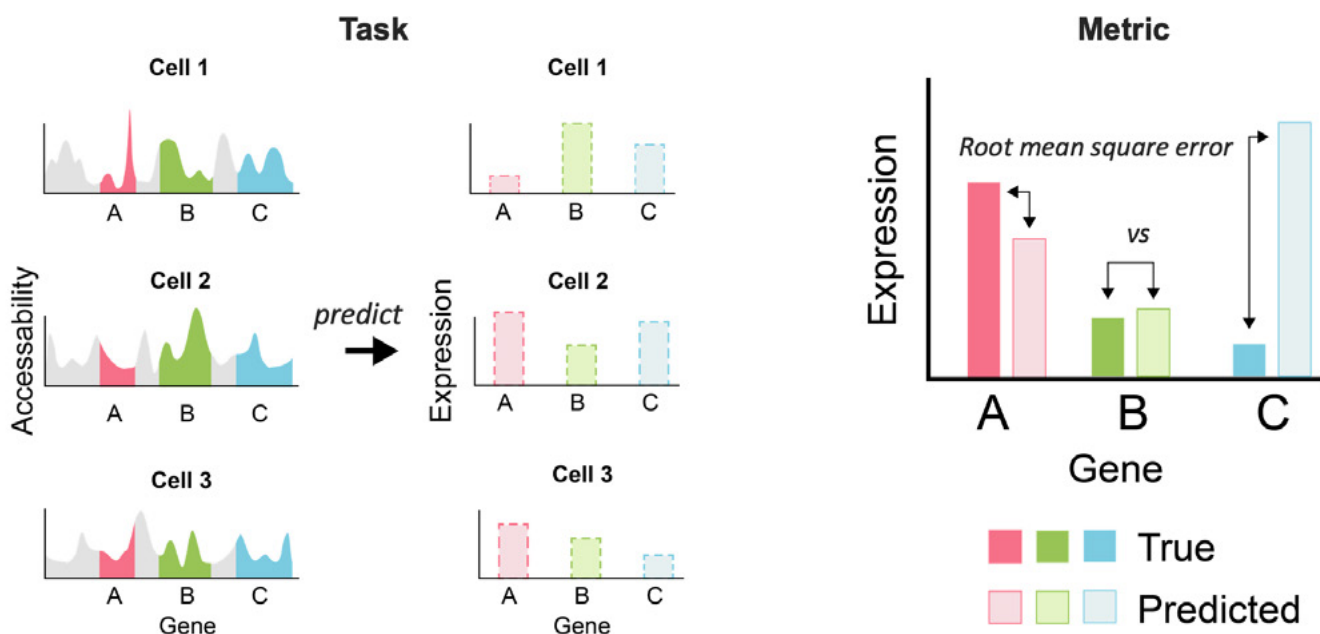 Task
Cell 1
A B C
Cell 1
A B C
Accessability
Cell 2
A B C
predict
Expression
Cell 2
A B C
Cell 3
A B C
Gene
Cell 3
A B C
Gene
Metric
Expression
Root mean square error
vs
A B C
Gene
True
Predicted